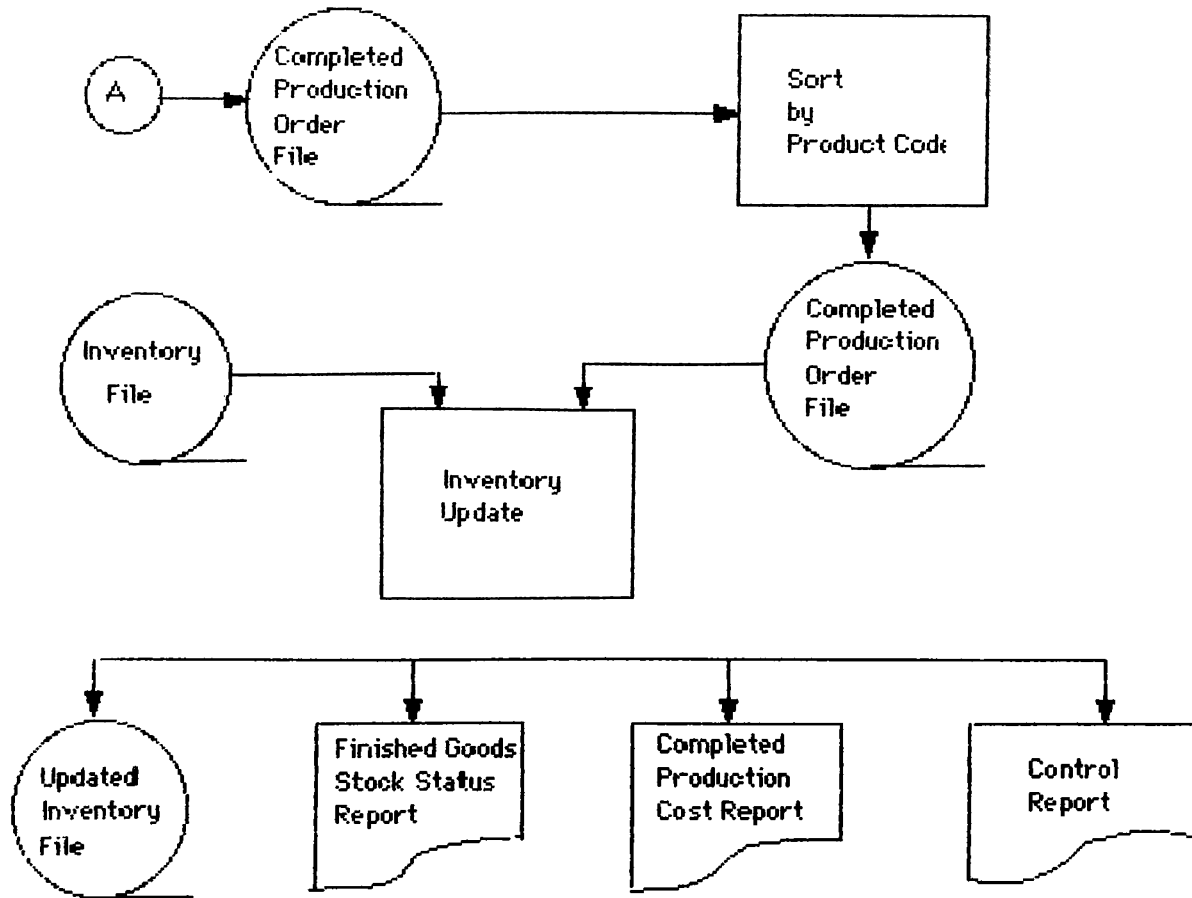 A
Completed
Production
Order
File
Sort
by
Product Code
Inventory
File
Completed
Production
Order
File
Inventory
Update
Updated
Inventory
File
Finished Goods
Stock Status
Report
Completed
Production
Cost Report
Control
Report